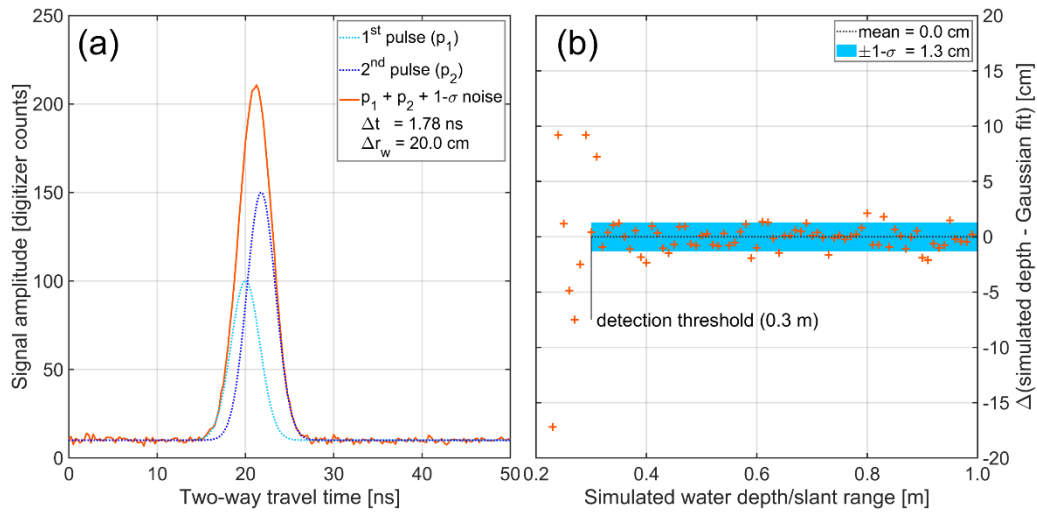 (a)
1st pulse (p1)
2nd pulse (p2)
p1 + p2 + 1-σ noise
Δt = 1.78 ns
Δrw = 20.0 cm
250
200
150
100
50
0
Signal amplitude [digitizer counts]
0 10 20 30 40 50
Two-way travel time [ns]
(b)
mean = 0.0 cm
±1-σ = 1.3 cm
detection threshold (0.3 m)
20
15
10
5
0
-5
-10
-15
-20
Δ(simulated depth - Gaussian fit) [cm]
0.2 0.4 0.6 0.8 1.0
Simulated water depth/slant range [m]